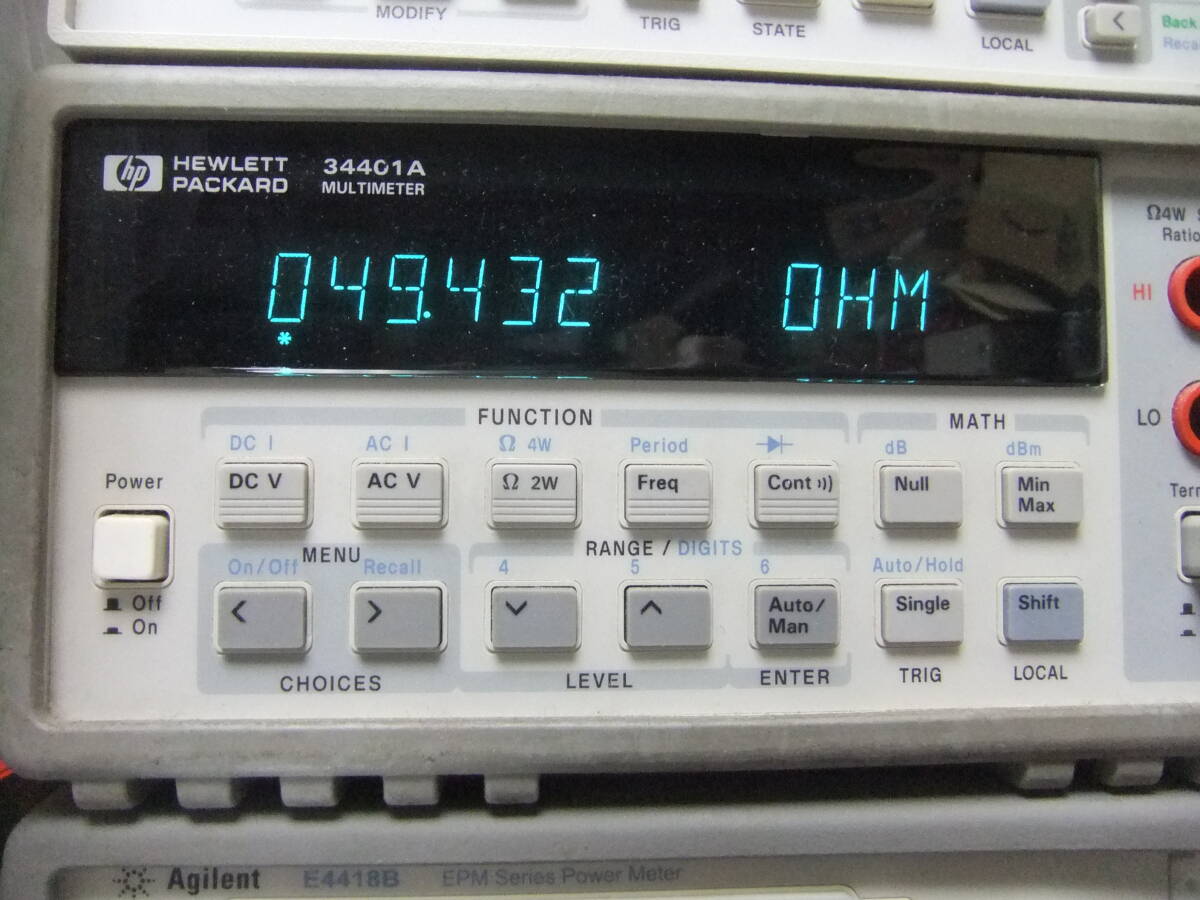 MODIFY
TRIG
STATE
LOCAL
<
Back
hp HEWLETT PACKARD
34401A
MULTIMETER
049.432 OHM
*
Ω4W
Ratio
HI
LO
FUNCTION
MATH
DC I
AC I
Ω 4W
Period
dB
dBm
DC V
AC V
Ω 2W
Freq
Cont
Null
Min
Max
Power
Off
On
MENU
RANGE / DIGITS
On/Off
Recall
4
5
6
Auto/Hold
<
>
Auto/
Man
Single
Shift
CHOICES
LEVEL
ENTER
TRIG
LOCAL
Agilent
E4418B
EPM Series Power Meter